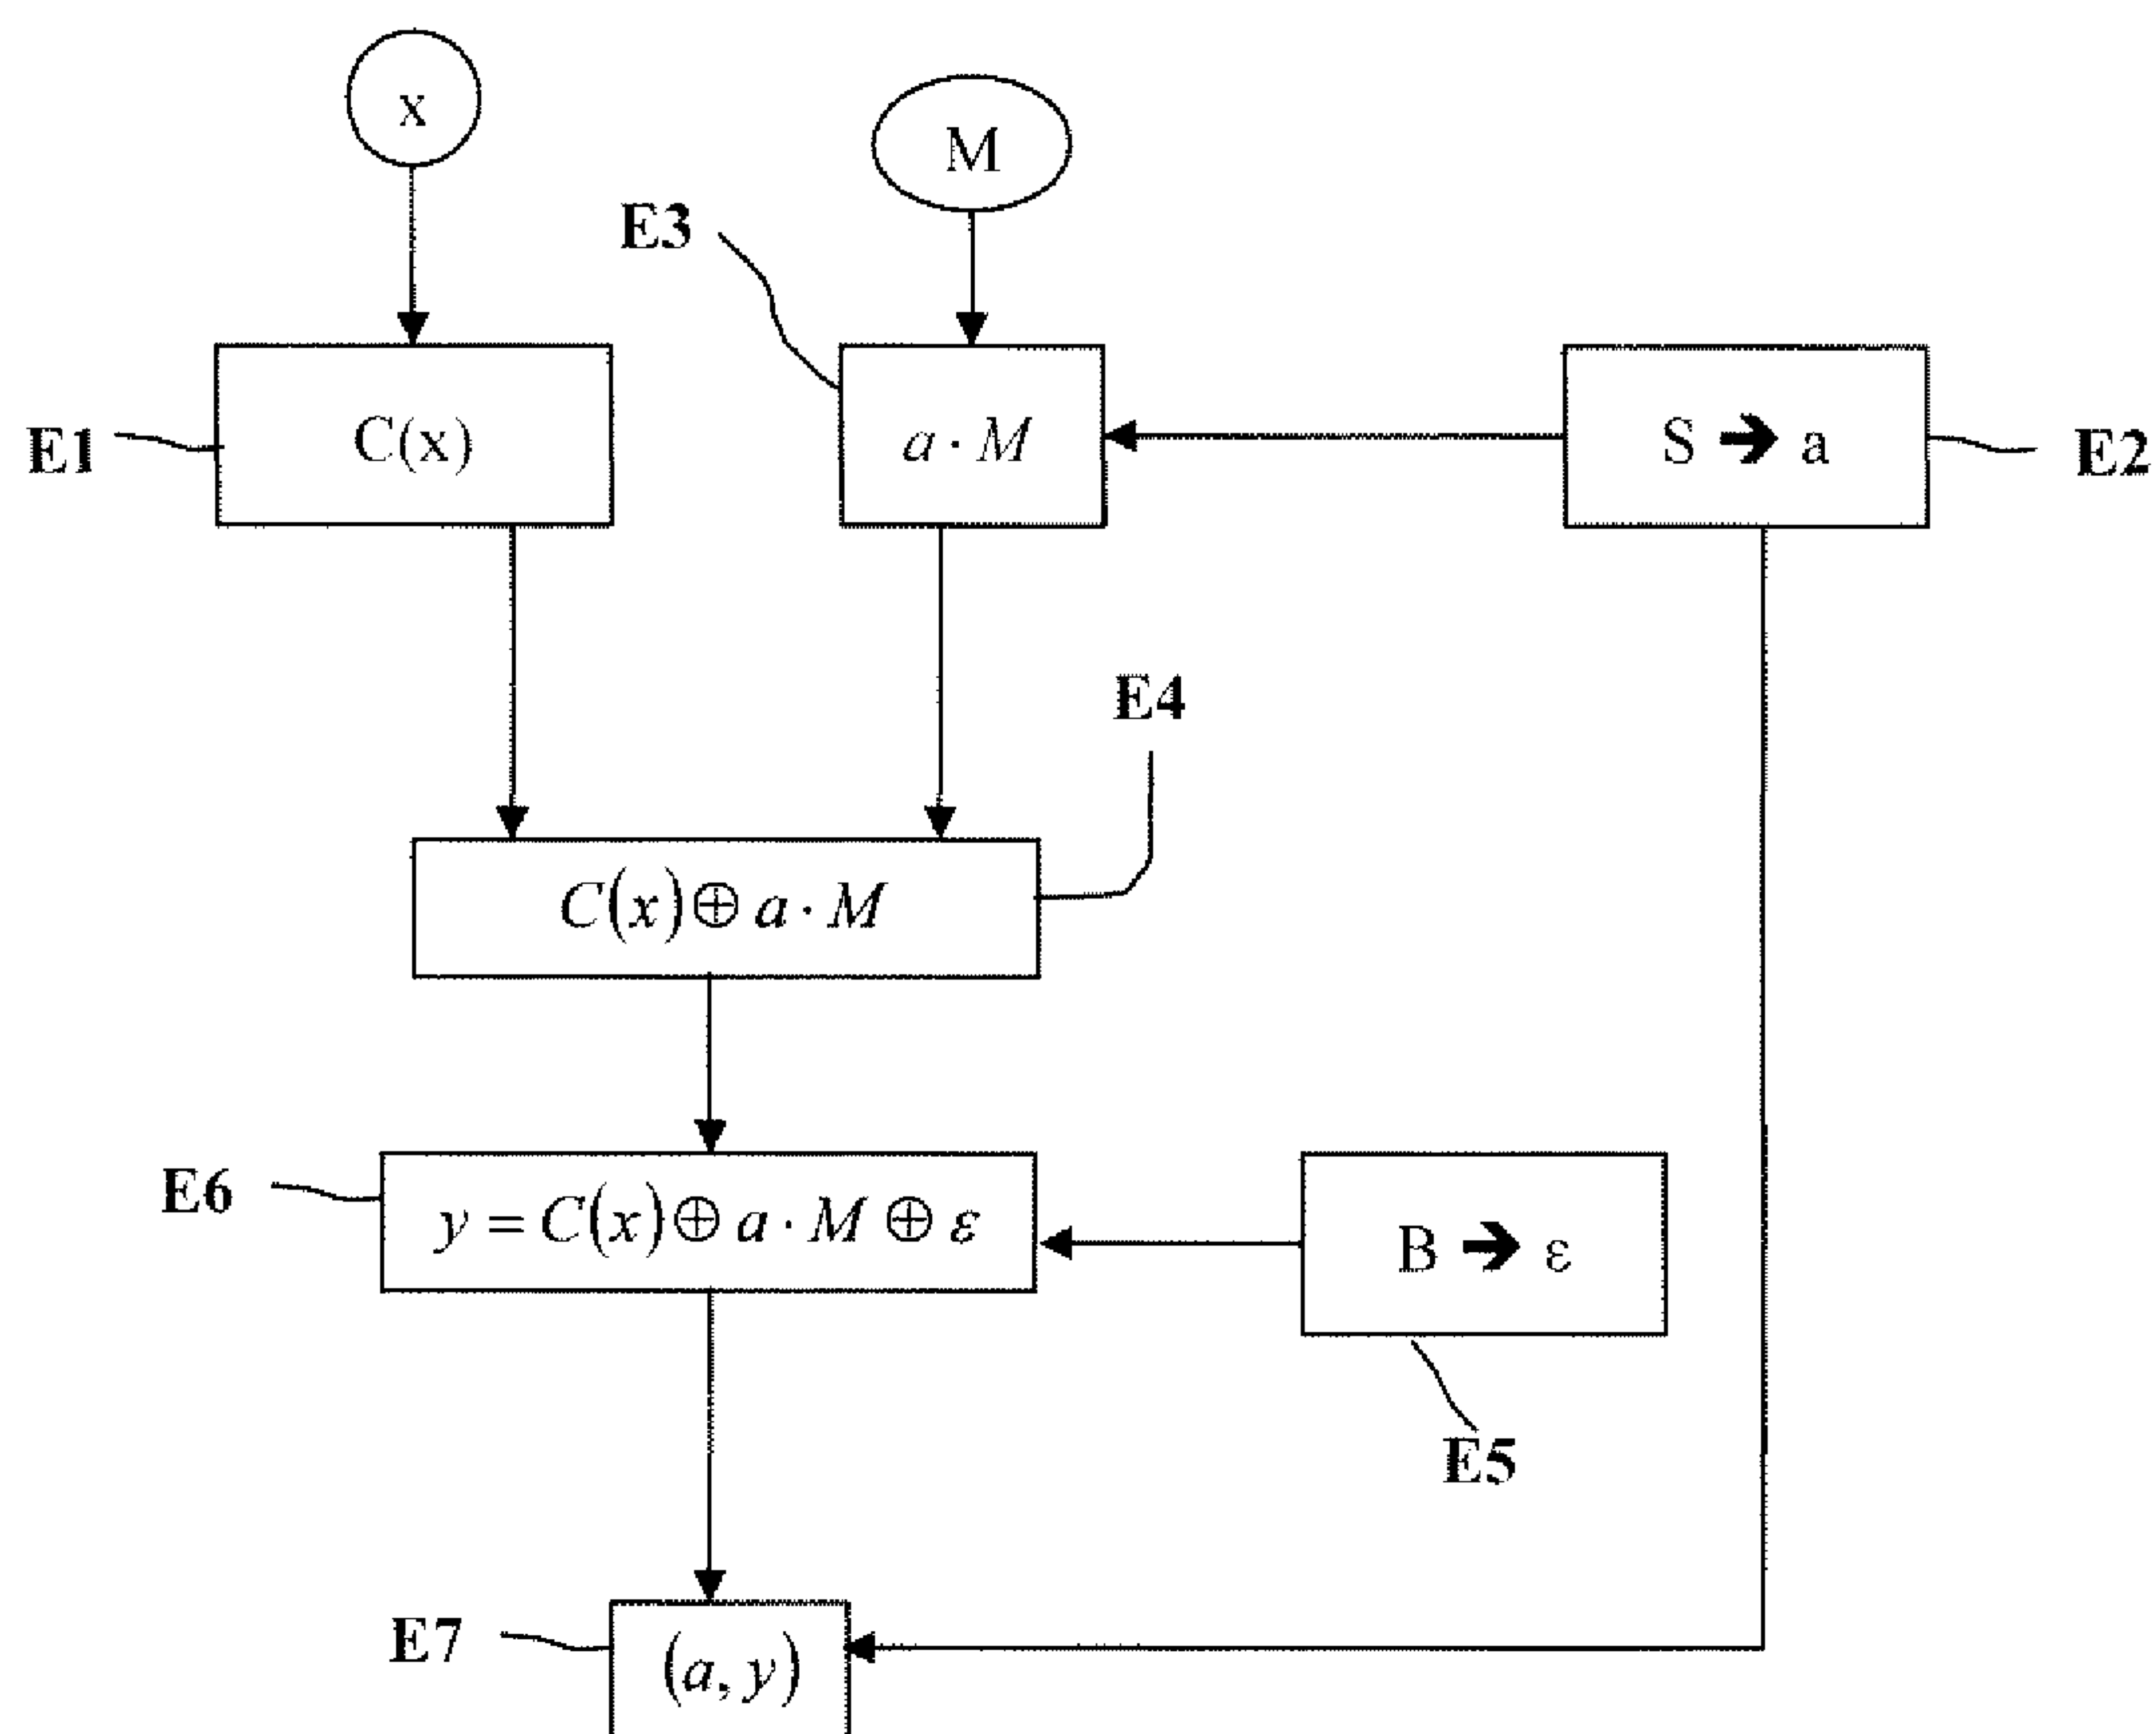 x
M
E3
E1
C(x)
a · M
S ➔ a
E2
E4
C(x) ⊕ a · M
E6
y = C(x) ⊕ a · M ⊕ ε
B ➔ ε
E5
E7
(a, y)